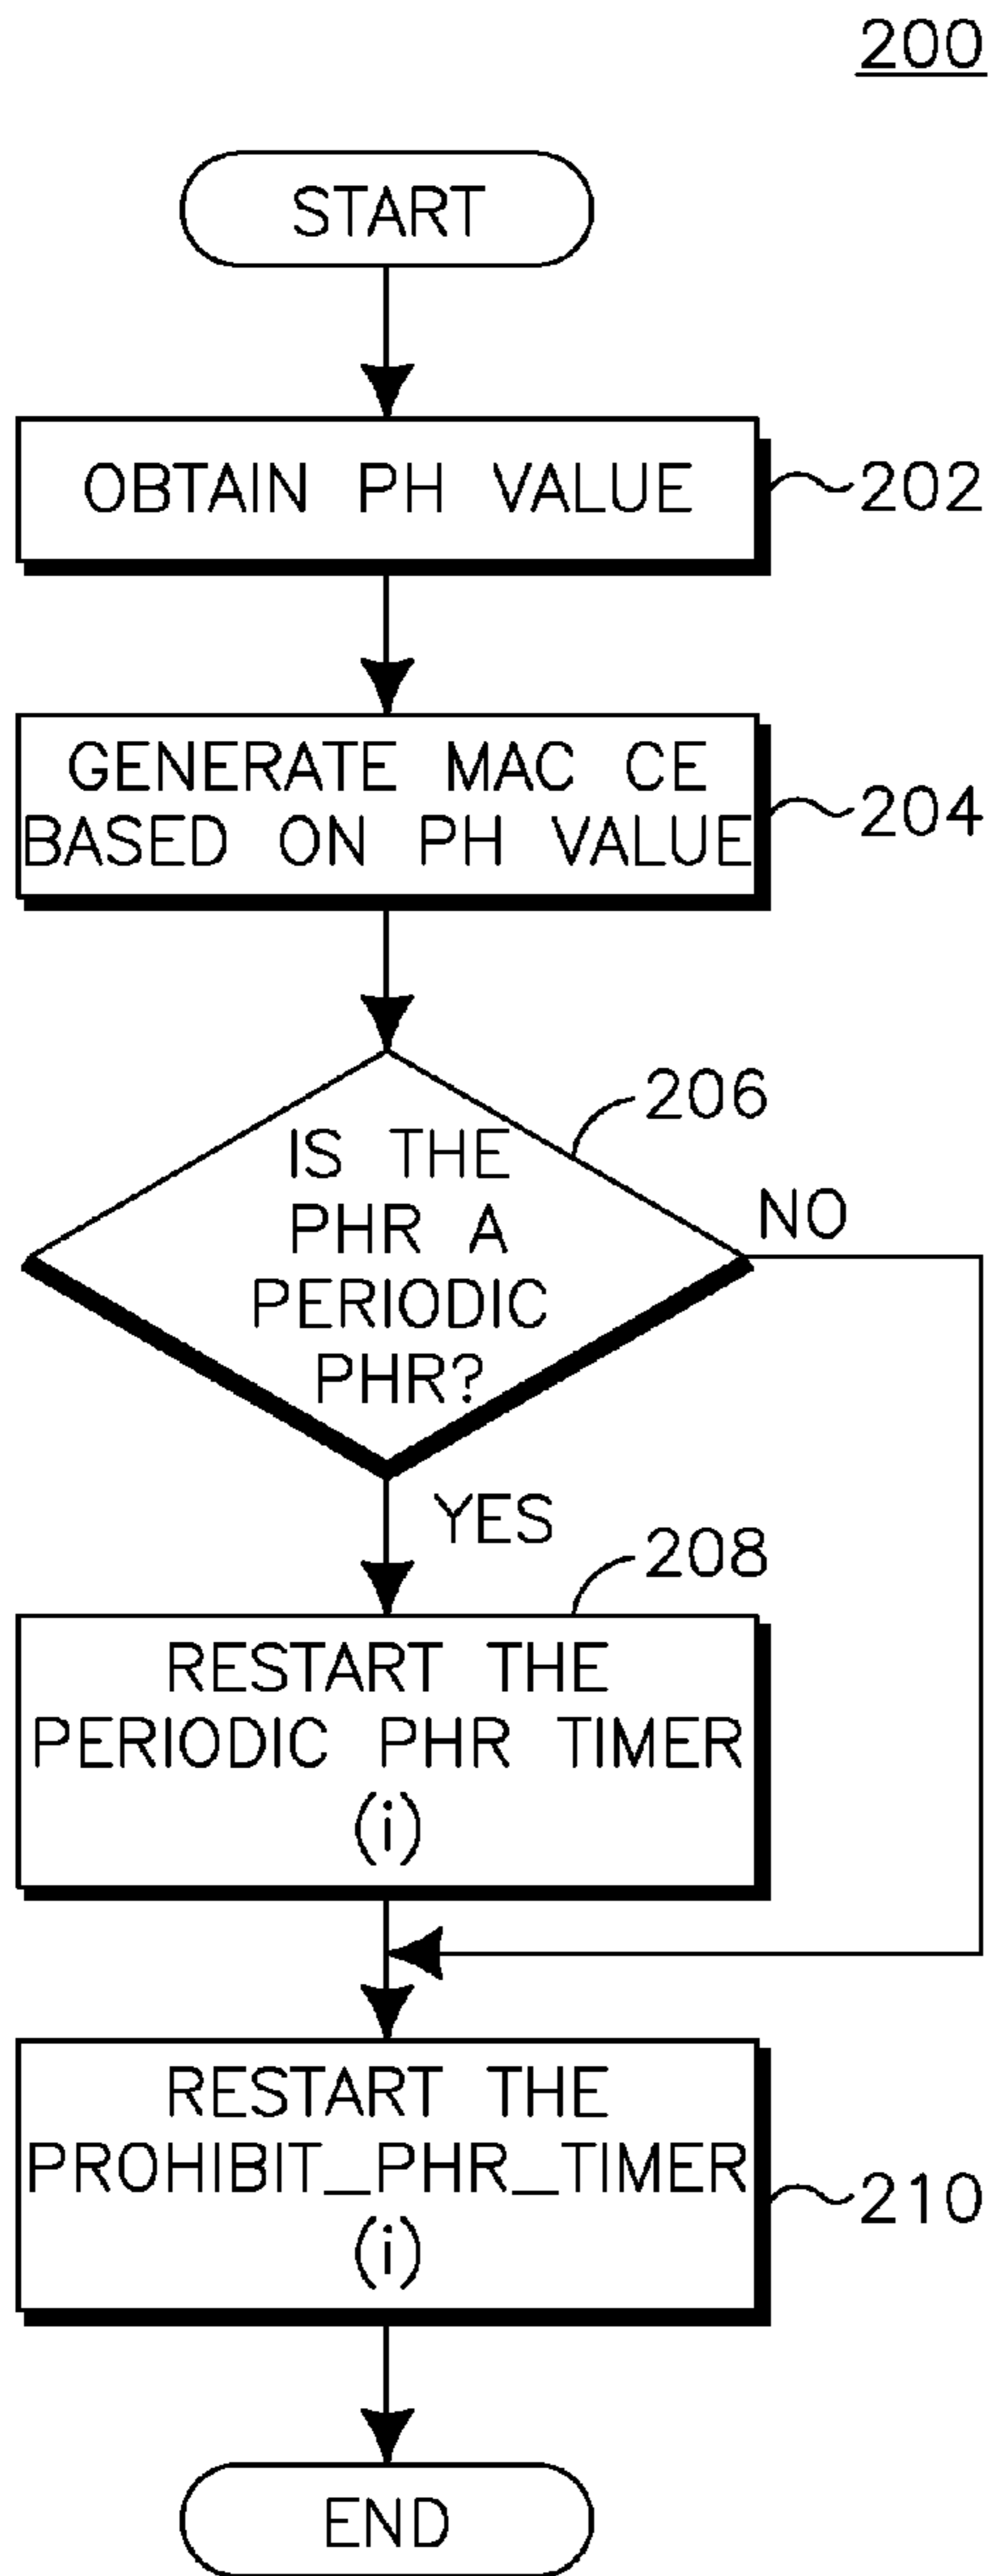 200
START
OBTAIN PH VALUE
202
GENERATE MAC CE
BASED ON PH VALUE
204
206
IS THE
PHR A
PERIODIC
PHR?
NO
YES
208
RESTART THE
PERIODIC PHR TIMER
(i)
RESTART THE
PROHIBIT_PHR_TIMER
(i)
210
END